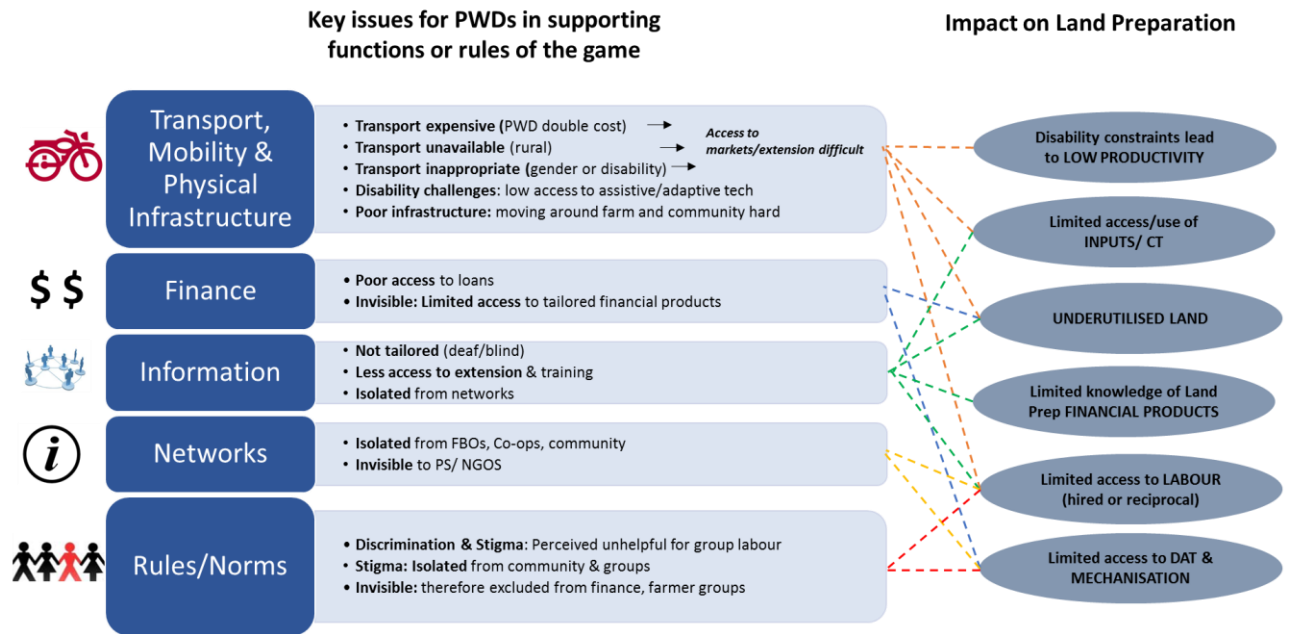 Key issues for PWDs in supporting
functions or rules of the game
Impact on Land Preparation
Transport,
Mobility &
Physical
Infrastructure
• Transport expensive (PWD double cost)
• Transport unavailable (rural)
• Transport inappropriate (gender or disability)
• Disability challenges: low access to assistive/adaptive tech
• Poor infrastructure: moving around farm and community hard
Access to
markets/extension difficult
$ $
Finance
• Poor access to loans
• Invisible: Limited access to tailored financial products
Information
• Not tailored (deaf/blind)
• Less access to extension & training
• Isolated from networks
i
Networks
• Isolated from FBOs, Co-ops, community
• Invisible to PS/ NGOS
Rules/Norms
• Discrimination & Stigma: Perceived unhelpful for group labour
• Stigma: Isolated from community & groups
• Invisible: therefore excluded from finance, farmer groups
Disability constraints lead
to LOW PRODUCTIVITY
Limited access/use of
INPUTS/ CT
UNDERUTILISED LAND
Limited knowledge of Land
Prep FINANCIAL PRODUCTS
Limited access to LABOUR
(hired or reciprocal)
Limited access to DAT &
MECHANISATION